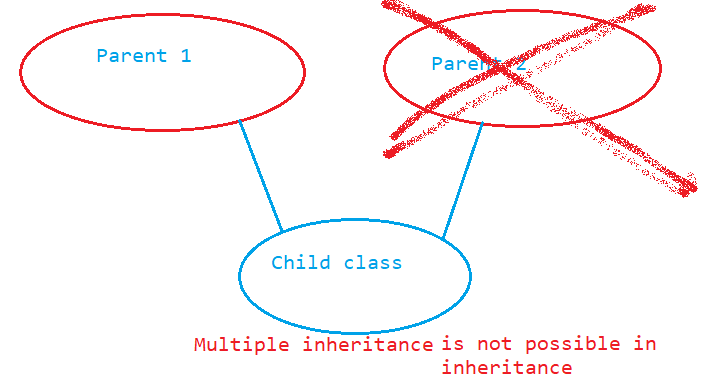 Parent 1
Parent 2
Child class
Multiple inheritance is not possible in
inheritance